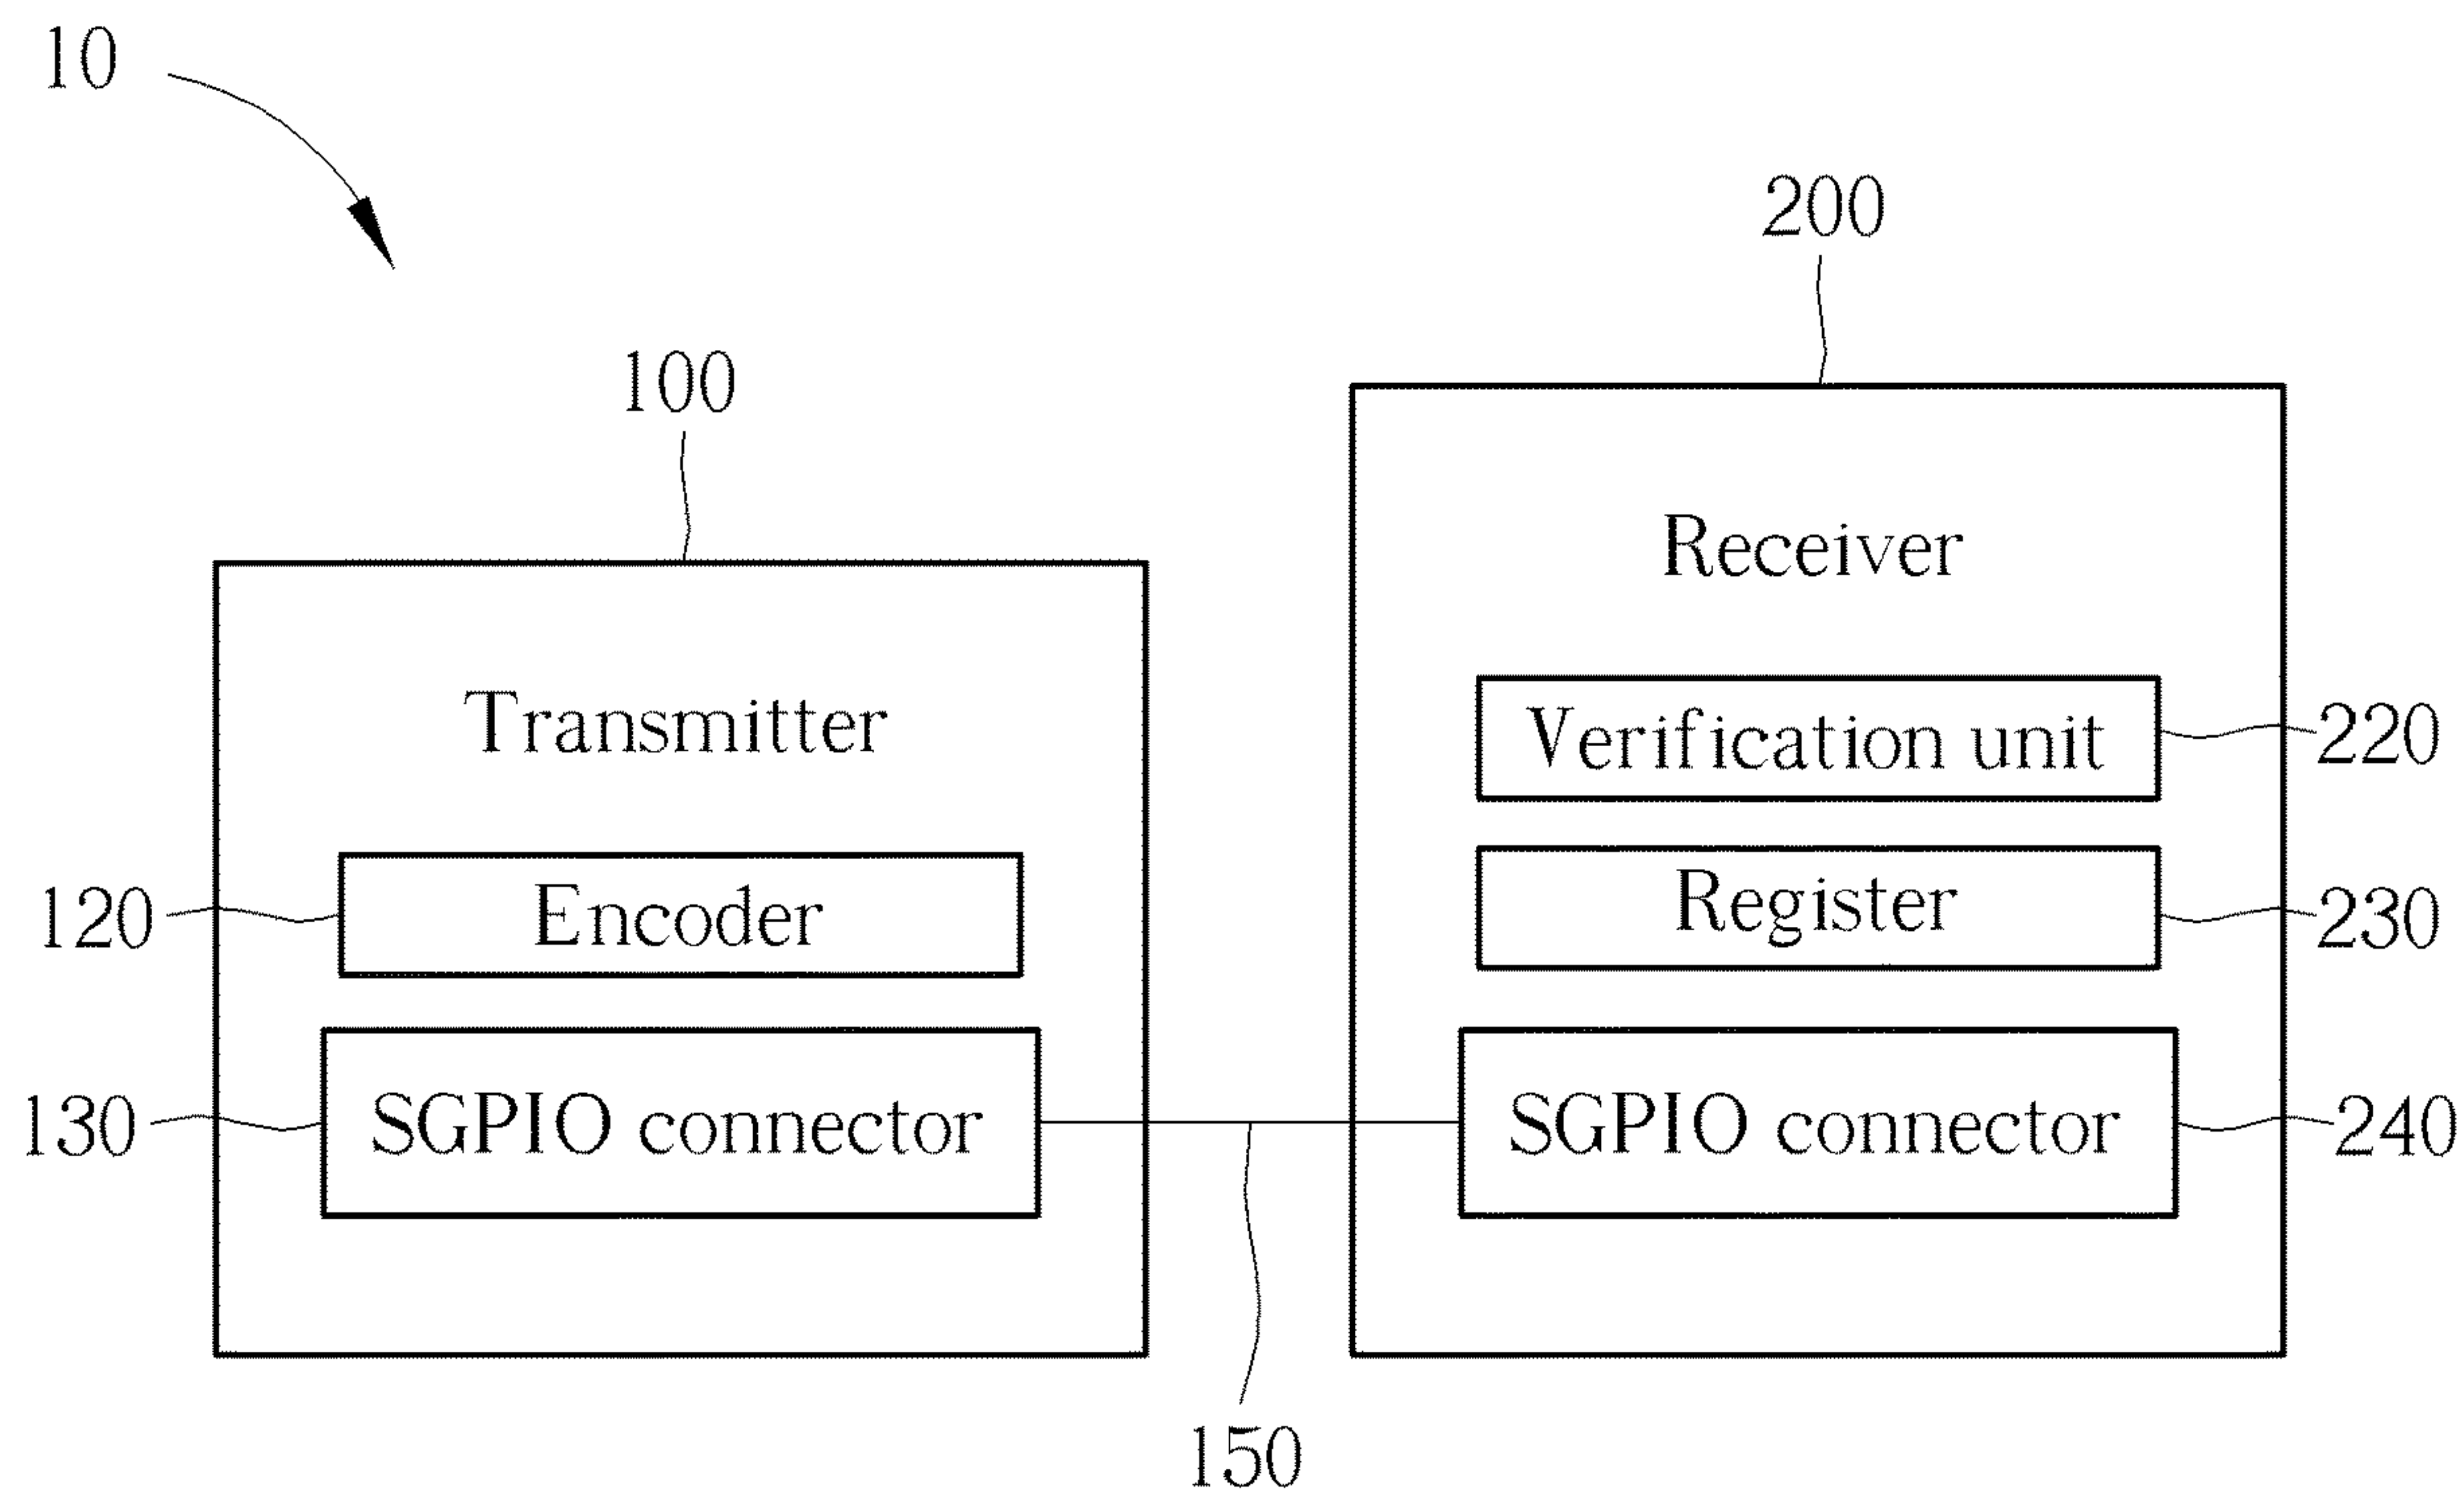 10
200
100
Receiver
Transmitter
Verification unit
220
120
Encoder
Register
230
130
SGPIO connector
SGPIO connector
240
150